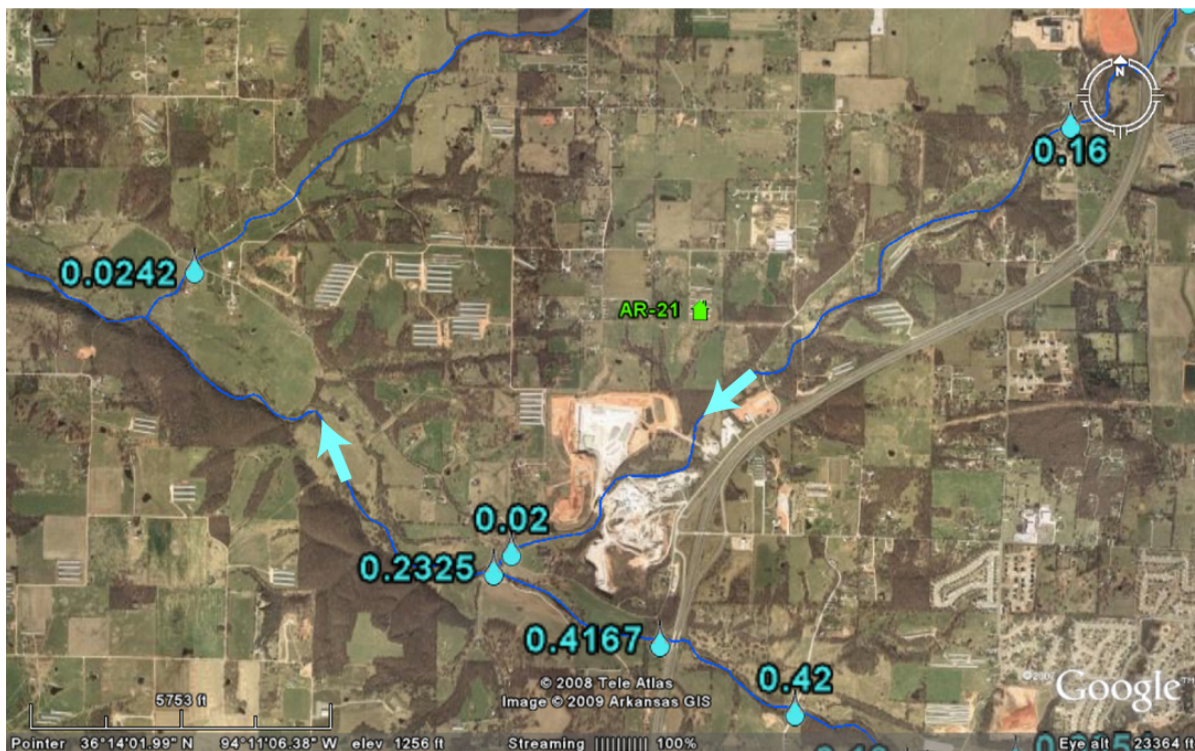 N
0.16
0.0242
AR-21
0.02
0.2325
0.4167
0.42
© 2008 Tele Atlas
Image © 2009 Arkansas GIS
Google™
5753 ft
Pointer 36°14'01.99" N 94°11'06.38" W elev 1256 ft
Streaming |||||||||| 100%
Eye alt 23364 ft